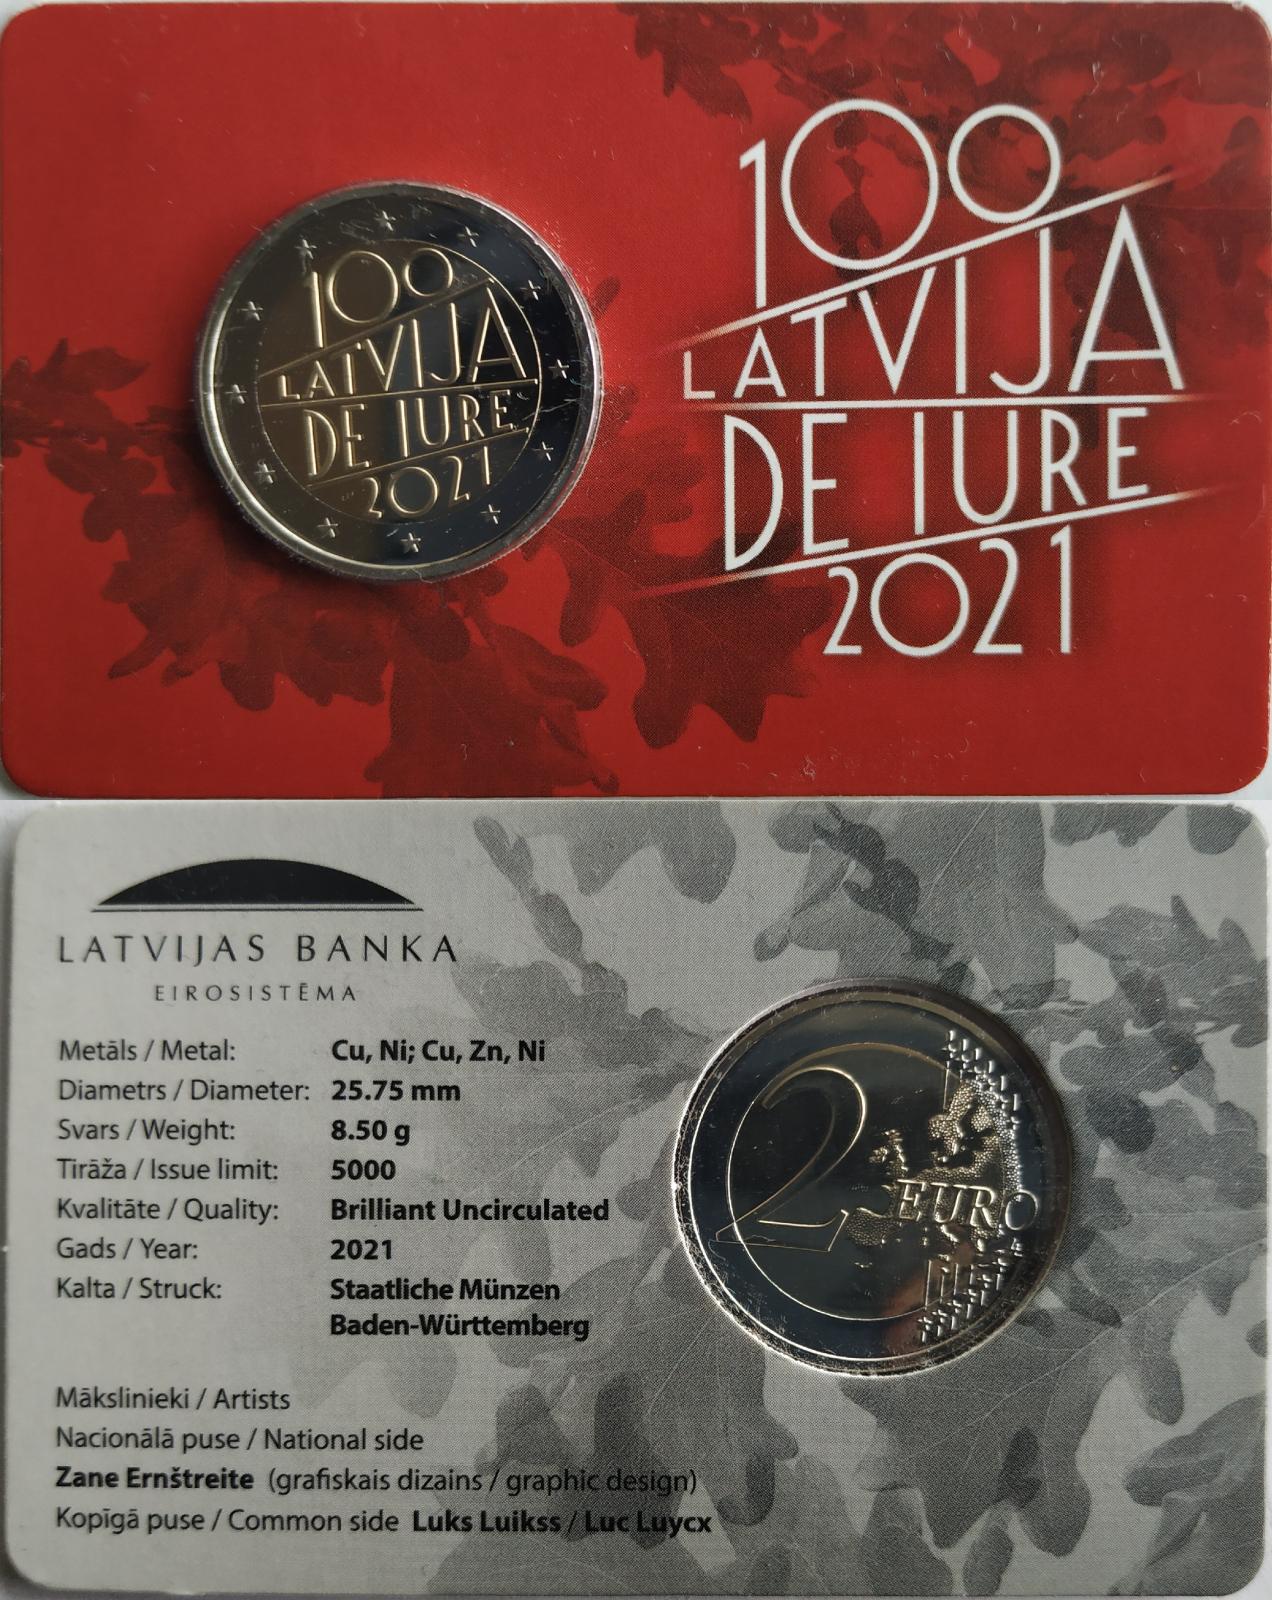 100
LATVIJA
DE IURE
2021
100
LATVIJA
DE IURE
2021
LATVIJAS BANKA
EIROSISTĒMA
Metāls / Metal: Cu, Ni; Cu, Zn, Ni
Diametrs / Diameter: 25.75 mm
Svars / Weight: 8.50 g
Tirāža / Issue limit: 5000
Kvalitāte / Quality: Brilliant Uncirculated
Gads / Year: 2021
Kalta / Struck: Staatliche Münzen
Baden-Württemberg
Mākslinieki / Artists
Nacionālā puse / National side
Zane Ernštreite (grafiskais dizains / graphic design)
Kopīgā puse / Common side Luks Luikss / Luc Luycx
2 EURO
LL